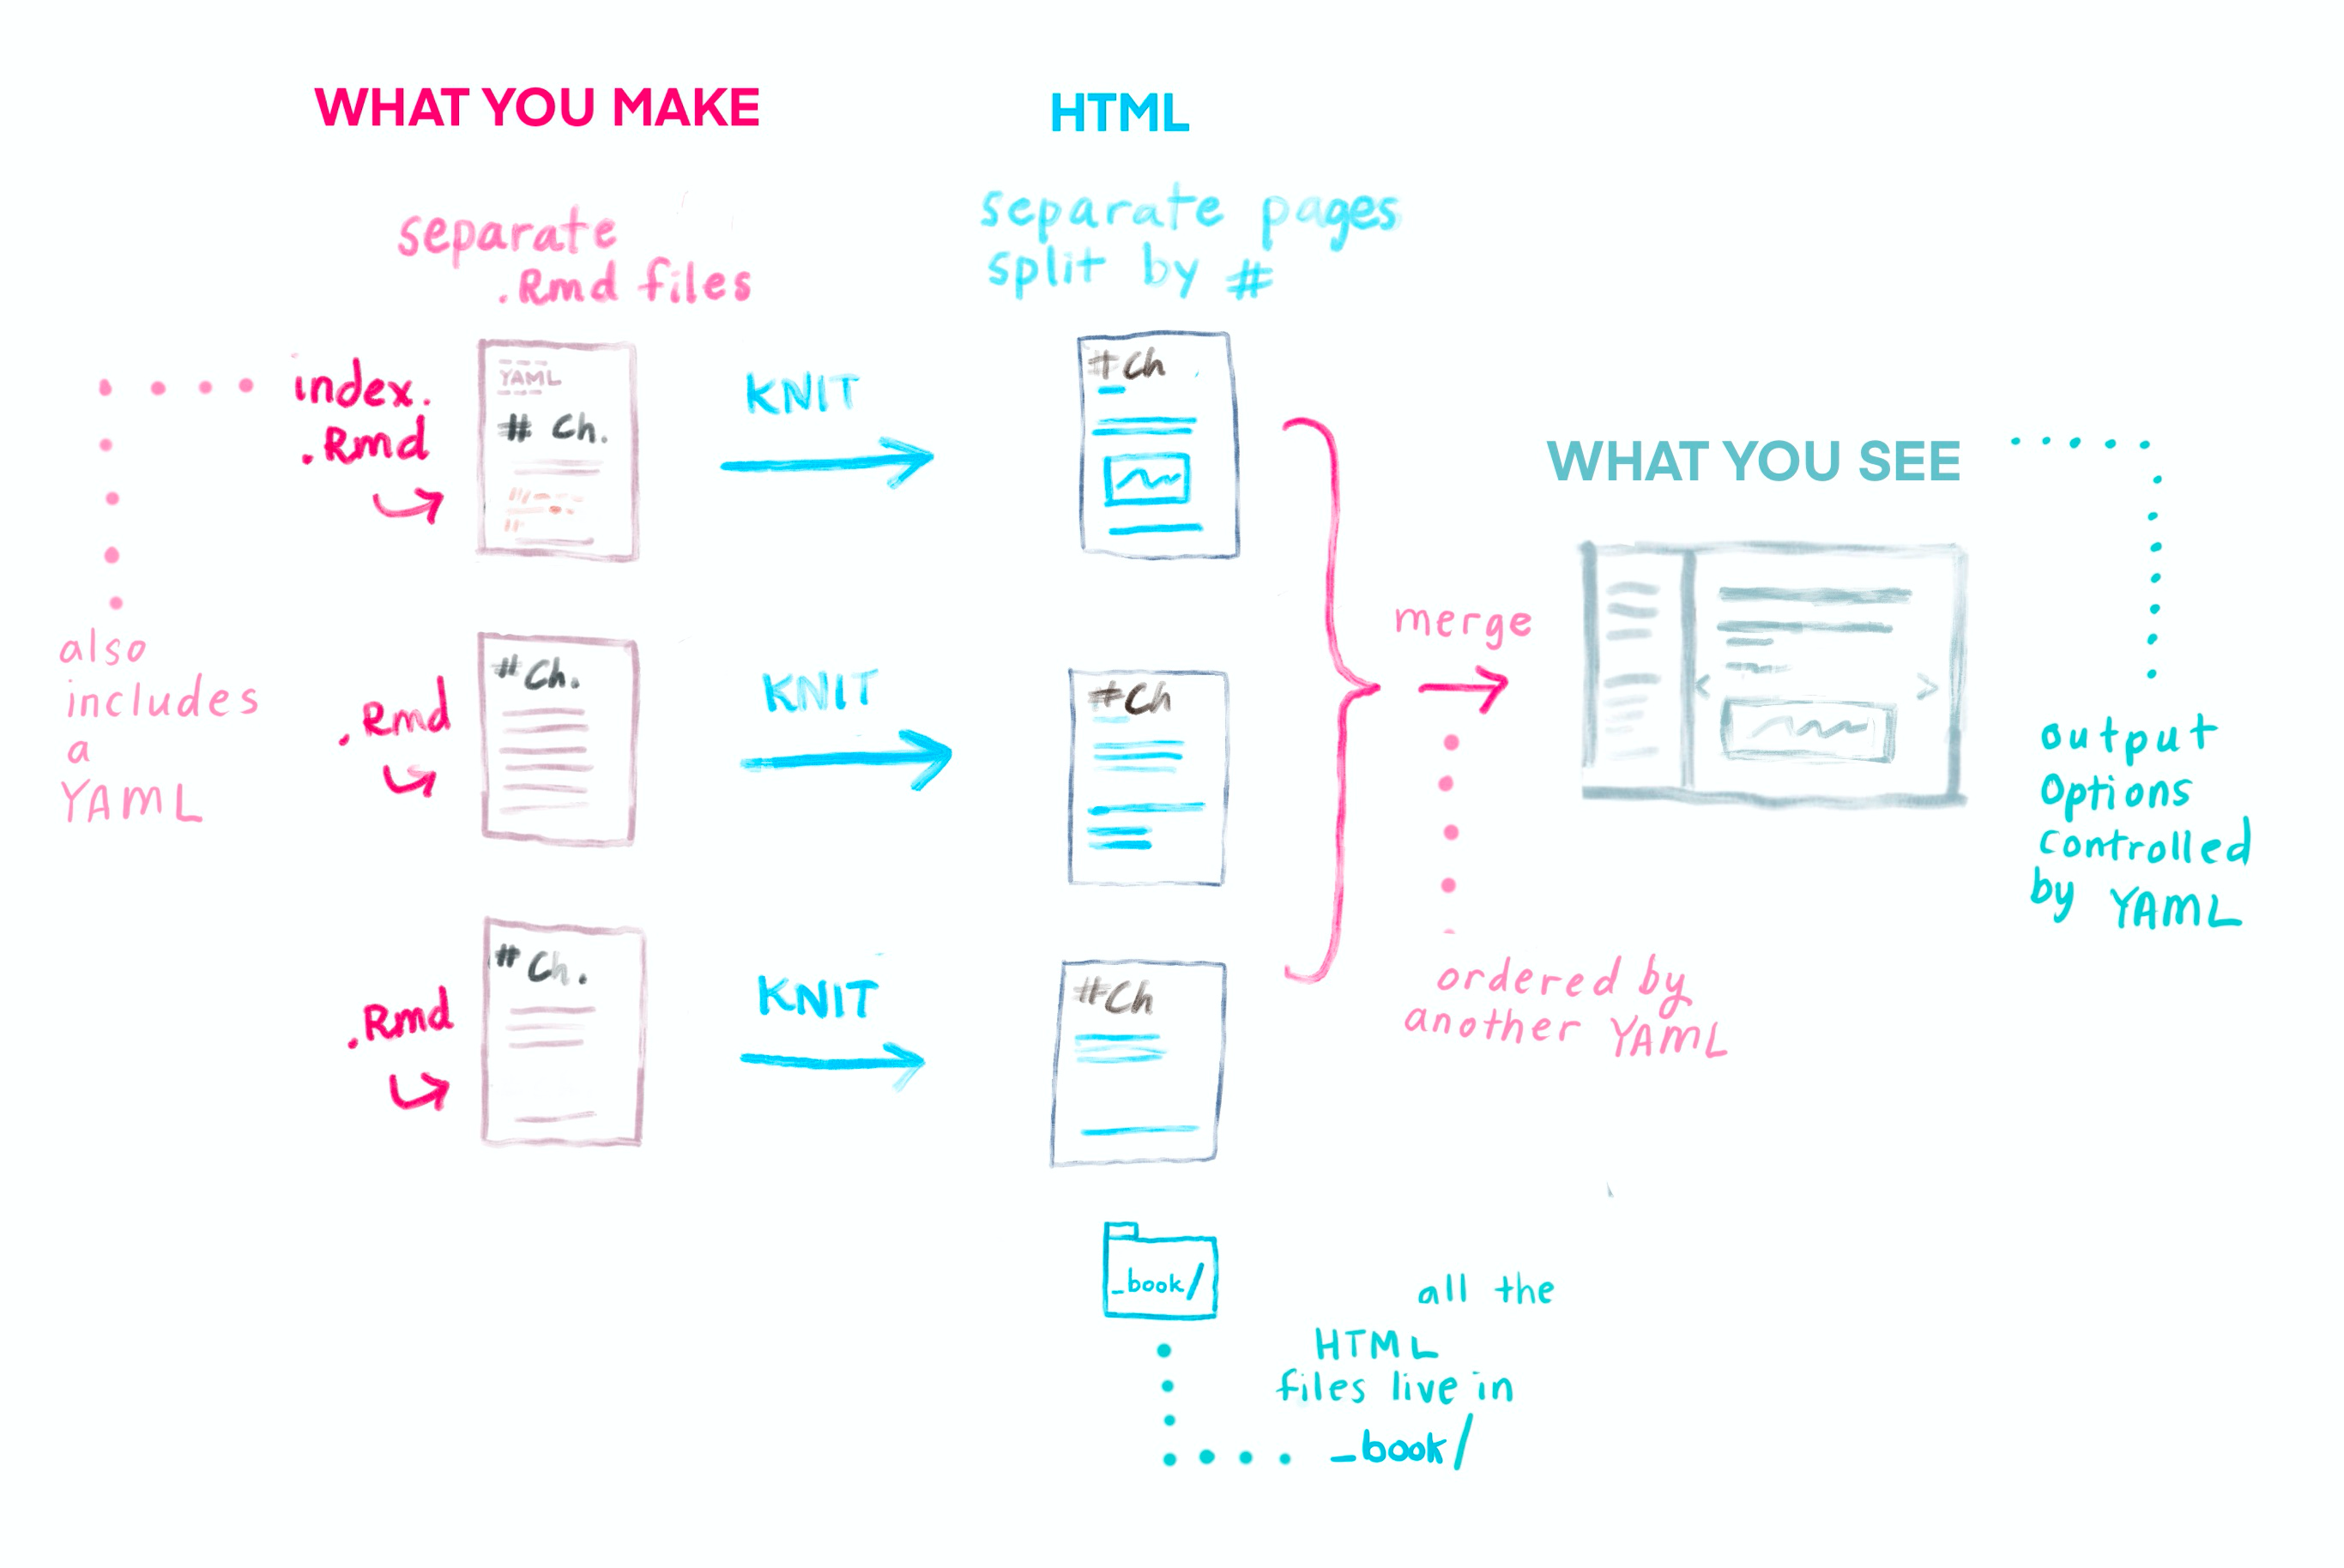 WHAT YOU MAKE
HTML
separate
.Rmd files
separate pages
split by #
index.
.Rmd
YAML
# Ch.
KNIT
#Ch
also
includes
a
YAML
.Rmd
#Ch.
KNIT
#Ch
.Rmd
#Ch.
KNIT
#Ch
merge
ordered by
another YAML
WHAT YOU SEE
< >
output
options
controlled
by YAML
_book/
all the
HTML
files live in
_book/